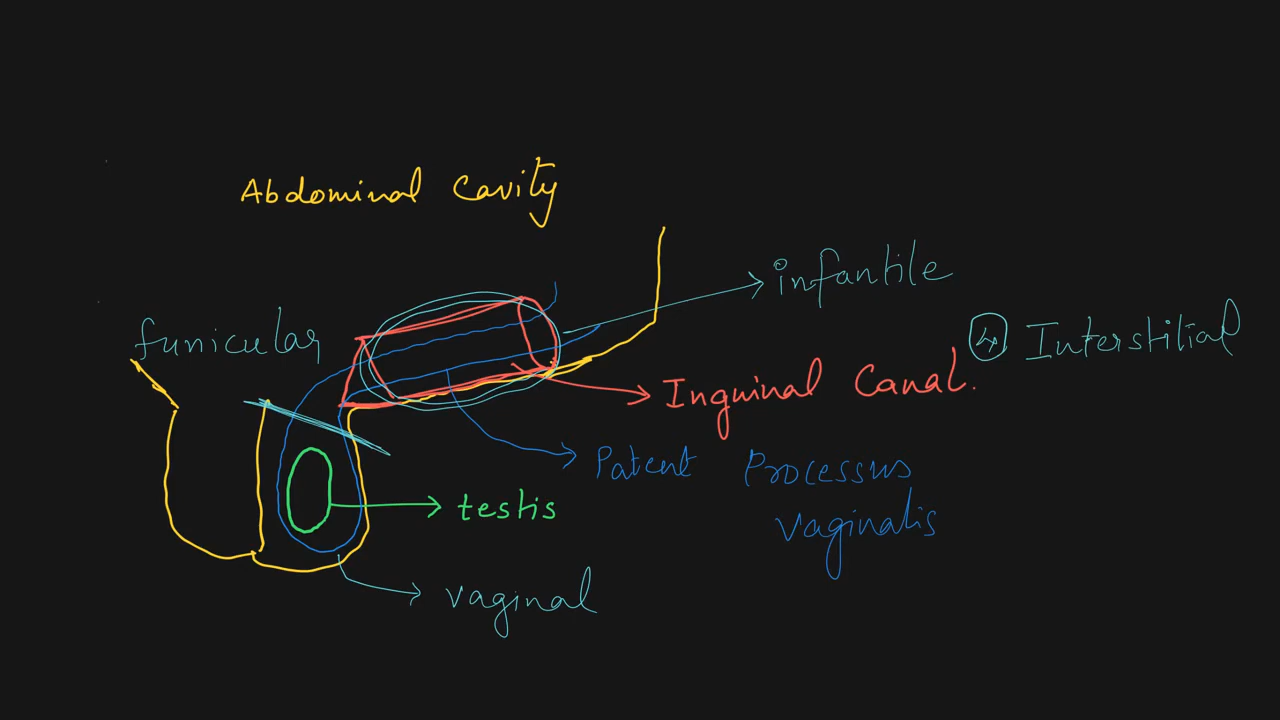 Abdominal Cavity
infantile
funicular
4 Interstitial
Inguinal Canal.
Patent Processus
vaginalis
testis
vaginal